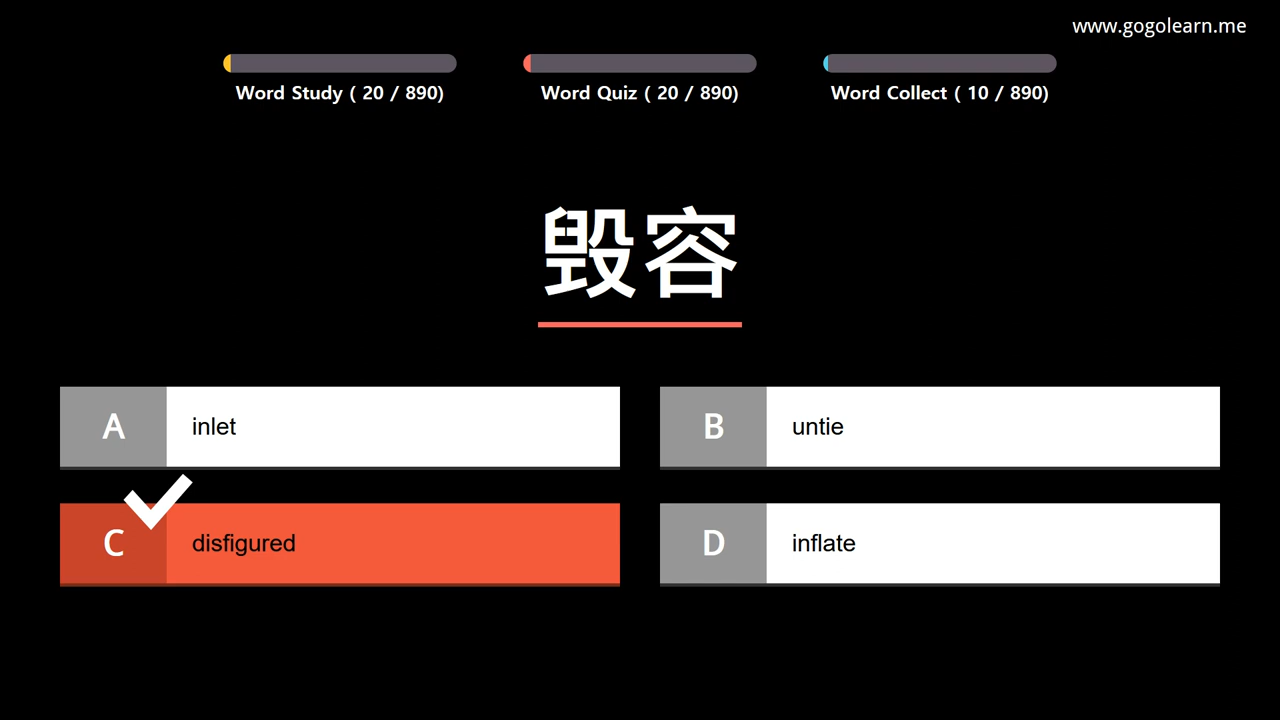 www.gogolearn.me
Word Study ( 20 / 890)
Word Quiz ( 20 / 890)
Word Collect ( 10 / 890)
毁容
A inlet
B untie
C disfigured
D inflate